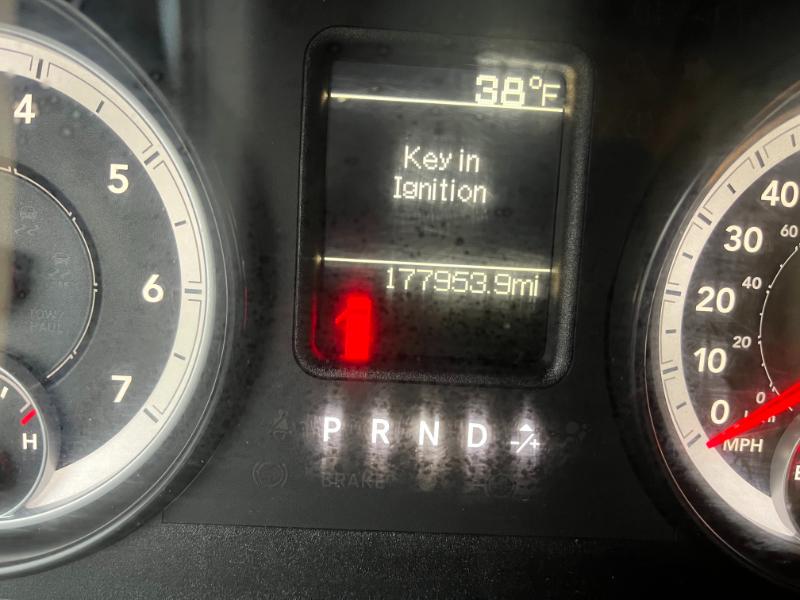 38°F
Key in
Ignition
177953.9mi
P R N D -/+
4
5
6
7
H
TOW/
HAUL
BRAKE
40
30
20
10
0
MPH
60
40
20
0